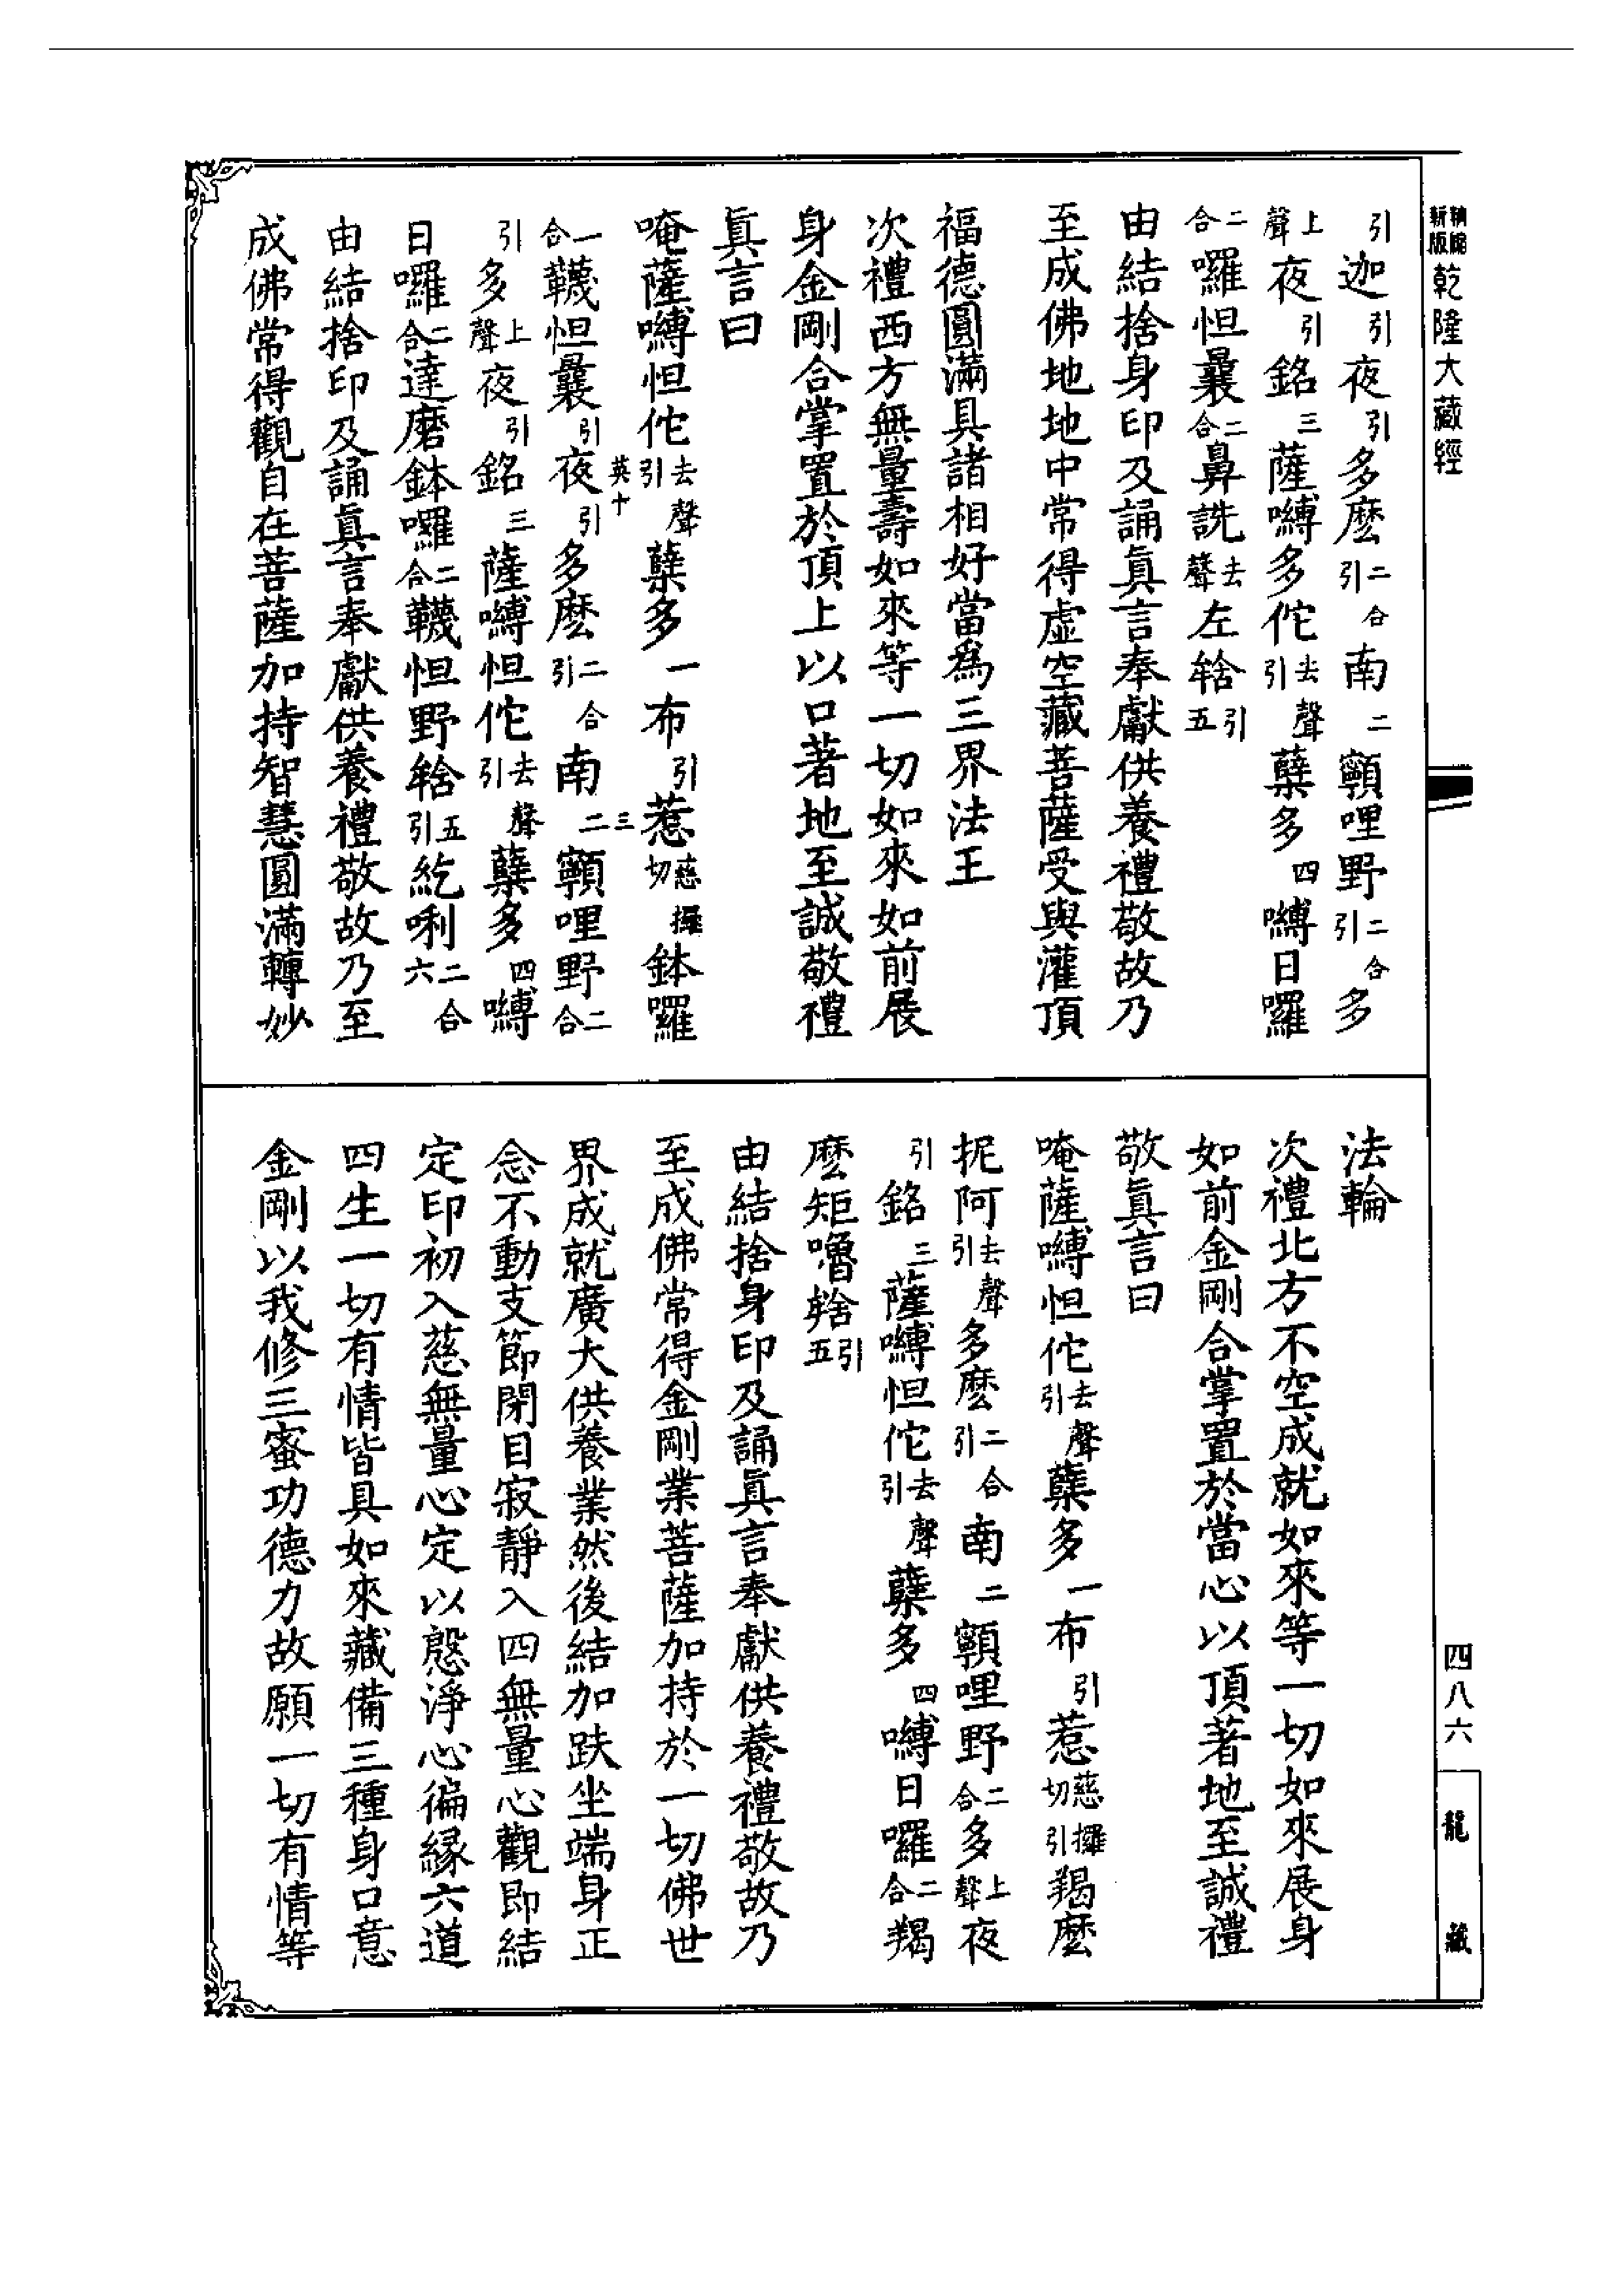 新版精縮乾隆大藏經
引迦引夜引多麽二合引南二顐哩野二合引多
上聲夜引銘三薩嚩多佗去聲引蘖多四嚩日囉
二合囉怛曩二合鼻詵去聲左辖引五
由結捨身印及誦眞言奉獻供養禮敬故乃
至成佛地地中常得虛空藏菩薩受與灌頂
福德圓滿具諸相好當為三界法王
次禮西方無量壽如來等一切如來如前展
身金剛合掌置於頂上以口著地至誠敬禮
眞言曰
唵薩嚩怛佗去聲引蘖多一布引惹慈攞切鉢囉
二合韈怛曩引夜引多麽二合引南二顐哩野二合
引多上聲夜引銘三薩嚩怛佗去聲引蘖多四嚩
日囉二合達磨鉢囉二合韈怛野辖五引紇唎二合六
英十
三
由結捨印及誦眞言奉獻供養禮敬故乃至
成佛常得觀自在菩薩加持智慧圓滿轉妙
法輪
次禮北方不空成就如來等一切如來展身
如前金剛合掌置於當心以頂著地至誠禮
敬眞言曰
唵薩嚩怛佗去聲引蘖多一布引惹慈攞切引羯麽
抳阿去聲引多麽二合引南二顐哩野二合多上聲夜
引銘三薩嚩怛佗去聲引蘖多四嚩日囉二合羯
麽矩嚕辖引五
由結捨身印及誦眞言奉獻供養禮敬故乃
至成佛常得金剛業菩薩加持於一切佛世
界成就廣大供養業然後結加趺坐端身正
念不動支節閉目寂靜入四無量心觀即結
定印初入慈無量心定以慇淨心徧緣六道
四生一切有情皆具如來藏備三種身口意
金剛以我修三蜜功德力故願一切有情等
四八六
龍藏